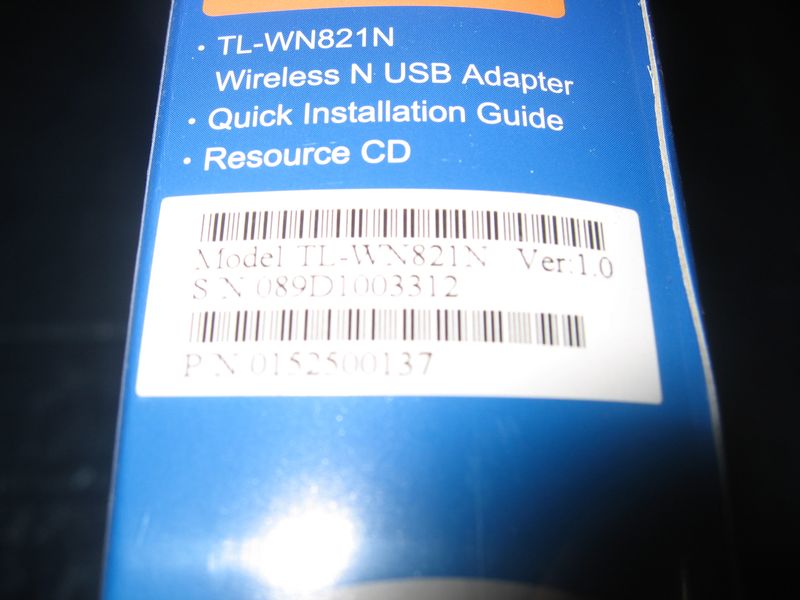 · TL-WN821N
Wireless N USB Adapter
· Quick Installation Guide
· Resource CD
Model TL-WN821N Ver:1.0
S N 089D1003312
P/N 0152500137